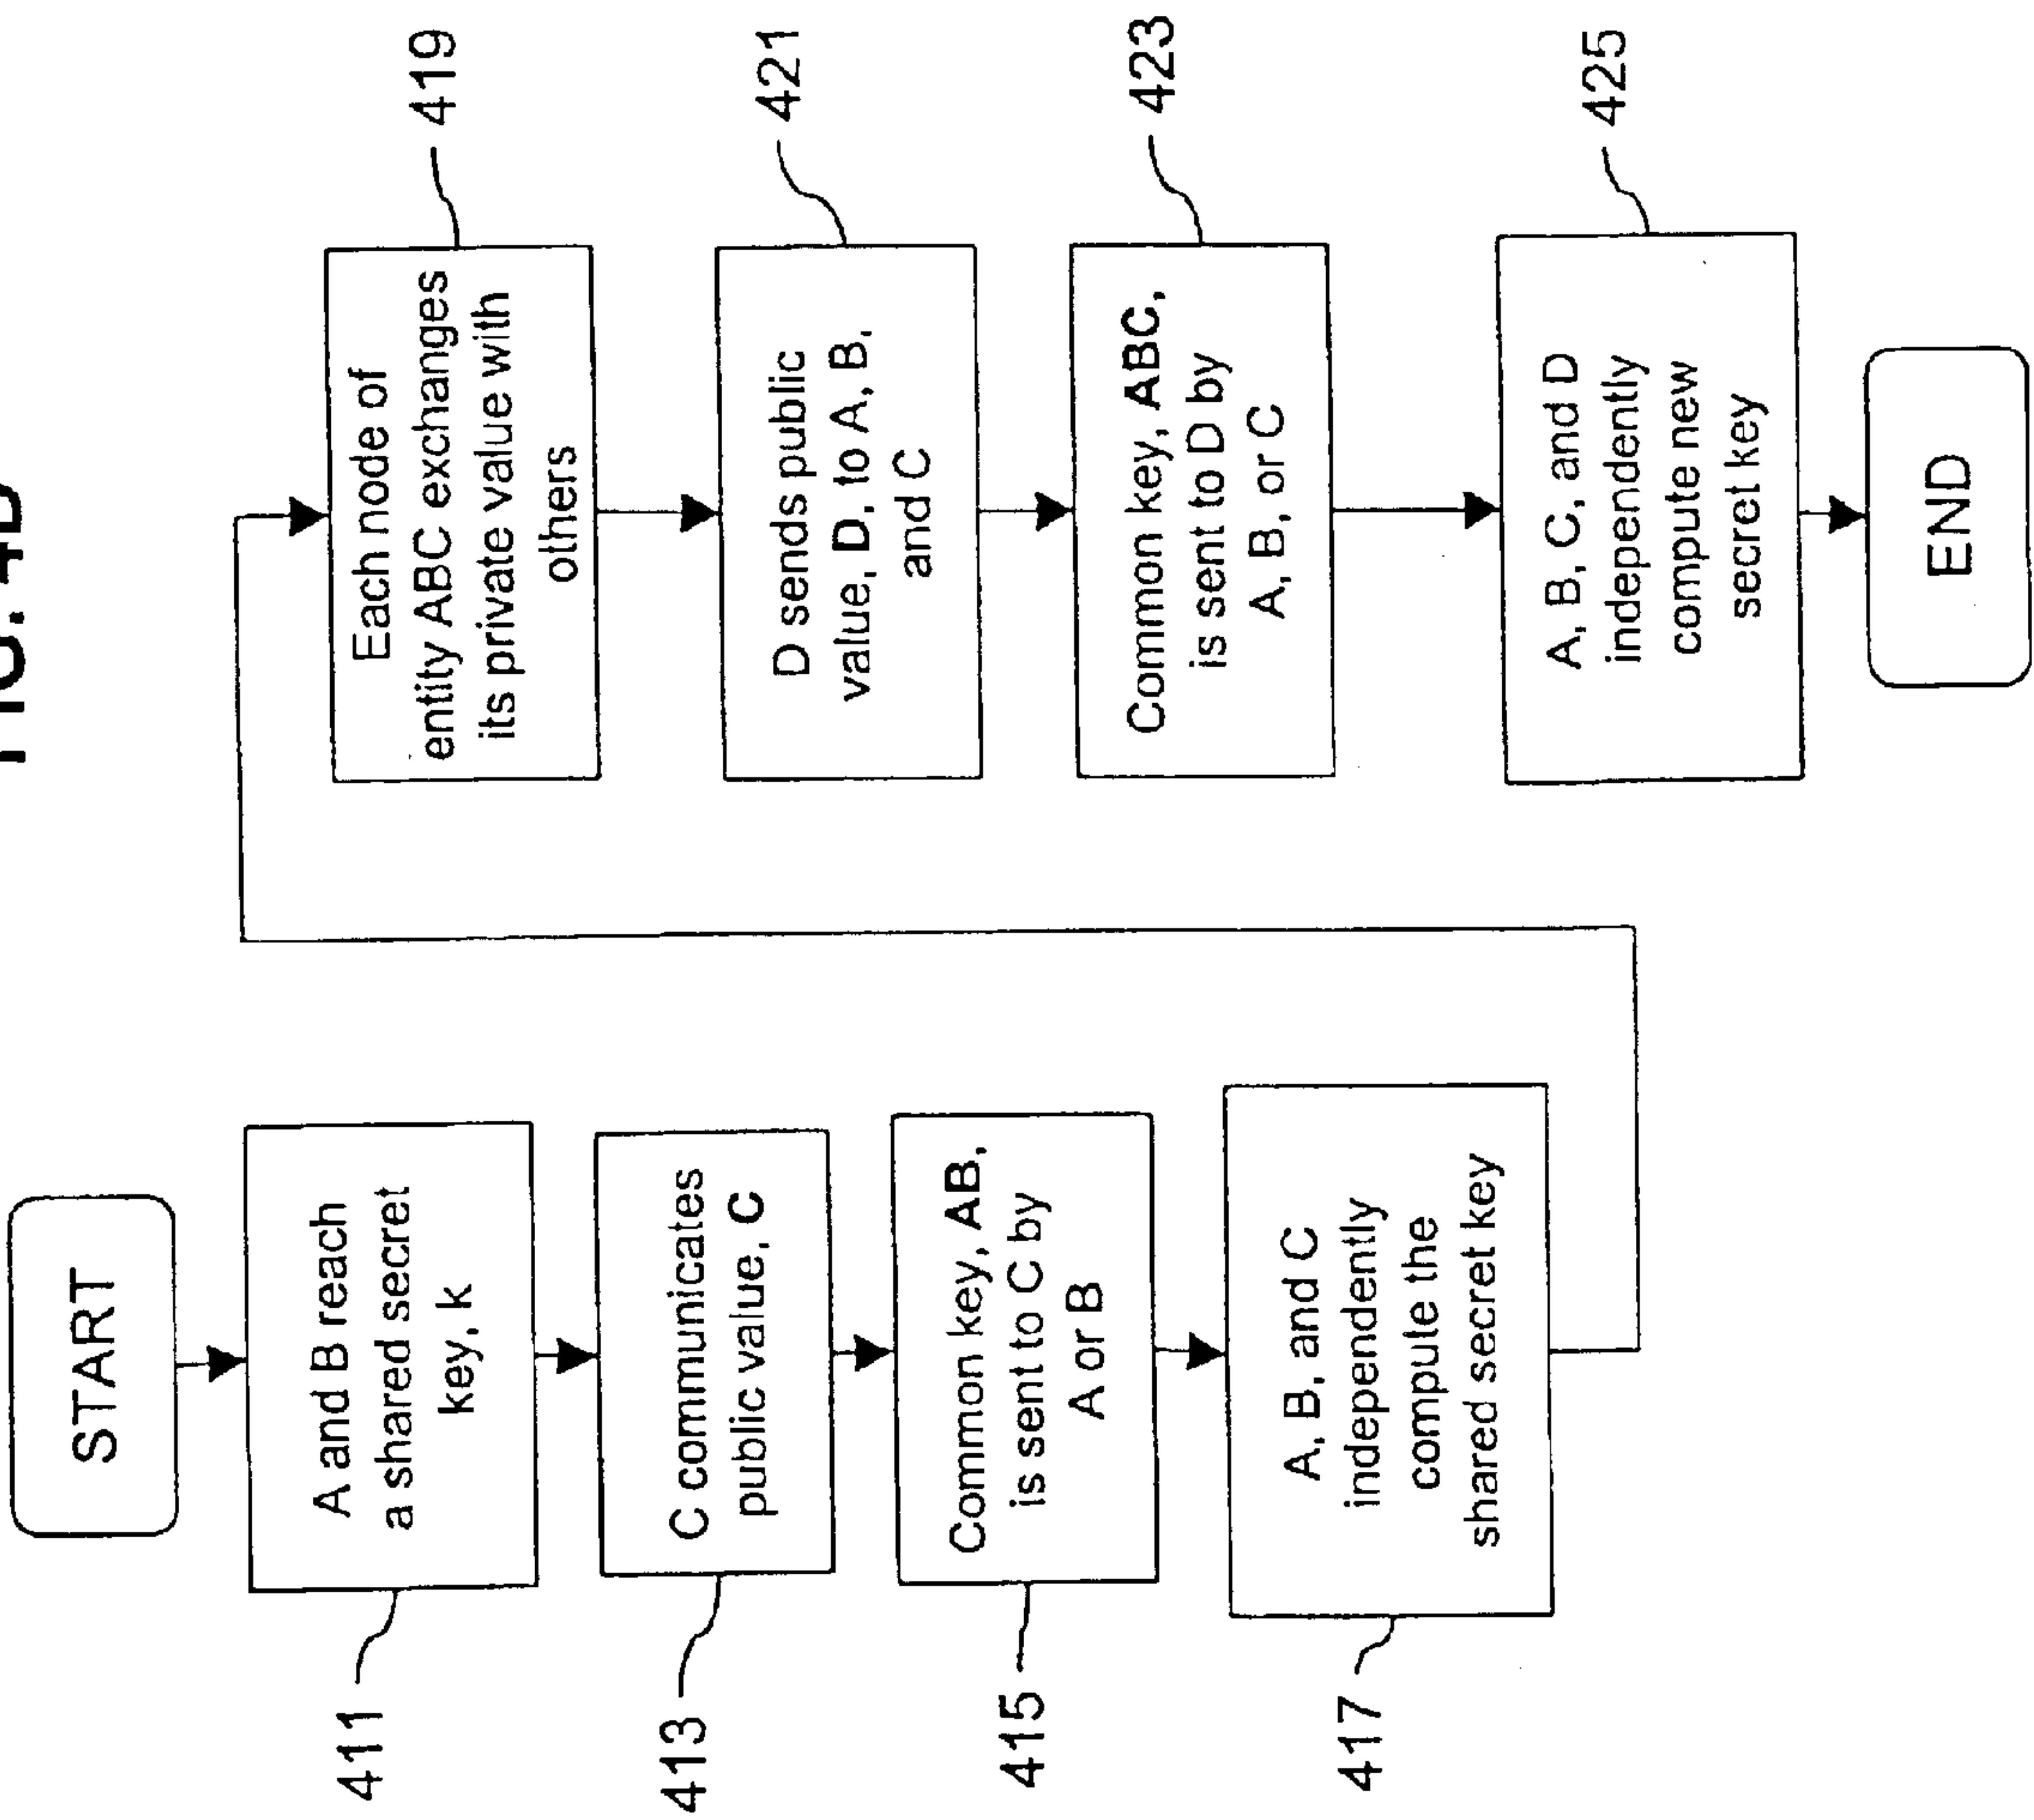 START
A and B reach
a shared secret
key, k
411
C communicates
public value, C
413
Common key, AB,
is sent to C by
A or B
415
A, B, and C
independently
compute the
shared secret key
417
Each node of
entity ABC exchanges
its private value with
others
419
D sends public
value, D, to A, B,
and C
421
Common key, ABC,
is sent to D by
A, B, or C
423
A, B, C, and D
independently
compute new
secret key
425
END